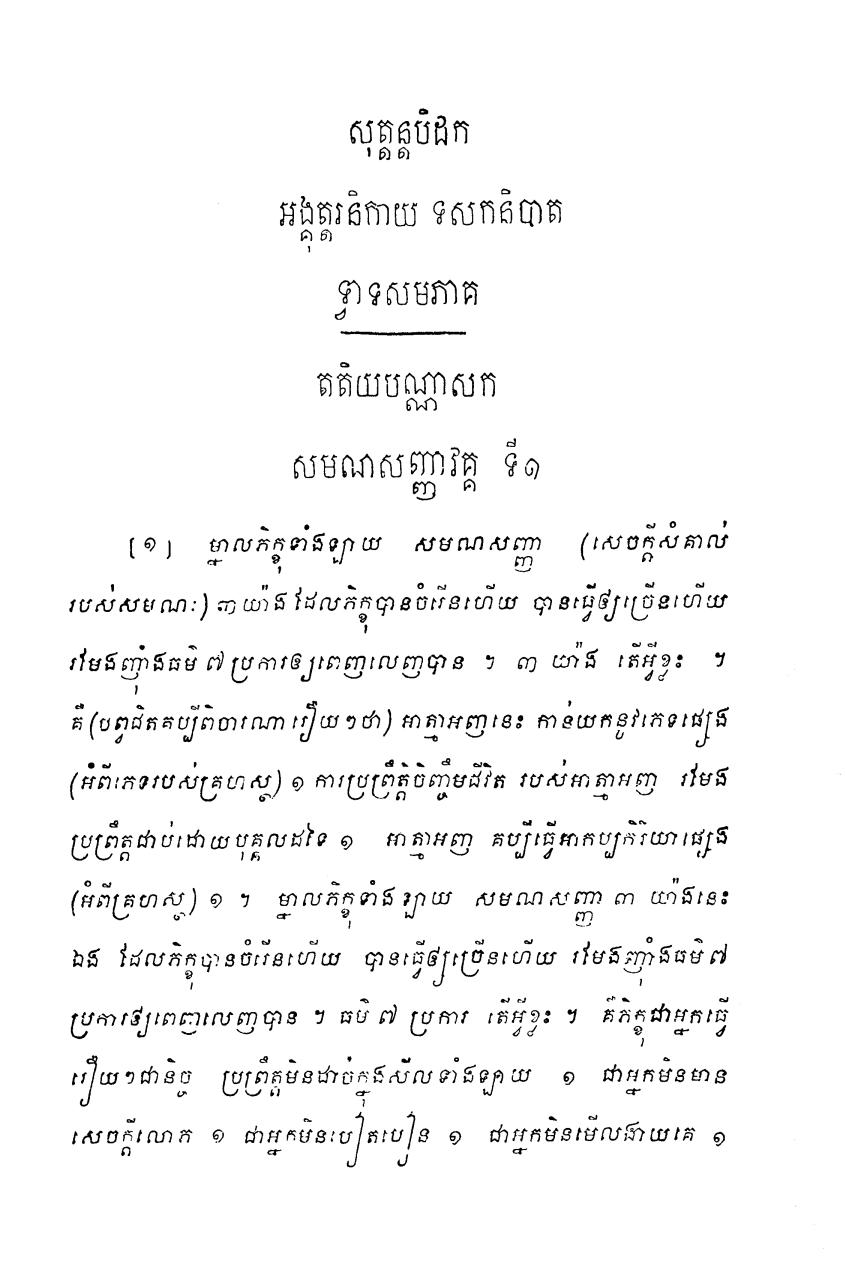 សុត្តន្តបិដក
អង្គុត្តរនិកាយ ទសកនិបាត
ទ្វាទសមភាគ
តតិយបណ្ណាសក
សមណសញ្ញាវគ្គ ទី១
[១] ម្នាលភិក្ខុទាំងឡាយ សមណសញ្ញា (សេចក្តីសំគាល់
របស់សមណៈ) ៣យ៉ាង ដែលភិក្ខុបានចំរើនហើយ បានធ្វើឲ្យច្រើនហើយ
រមែងញ៉ាំងធម៌ ៧ ប្រការឲ្យពេញលេញបាន ។ ៣ យ៉ាង តើអ្វីខ្លះ ។
គឺ (បព្វជិតគប្បីពិចារណារឿយៗថា) អាត្មាអញនេះ កាន់យកនូវភេទផ្សេង
(អំពីភេទរបស់គ្រហស្ថ) ១ ការប្រព្រឹត្តិចិញ្ចឹមជីវិត របស់អាត្មាអញ រមែង
ប្រព្រឹត្តជាប់ដោយបុគ្គលដទៃ ១ អាត្មាអញ គប្បីធ្វើអាកប្បកិរិយាផ្សេង
(អំពីគ្រហស្ថ) ១ ។ ម្នាលភិក្ខុទាំងឡាយ សមណសញ្ញា ៣ យ៉ាងនេះ
ឯង ដែលភិក្ខុបានចំរើនហើយ បានធ្វើឲ្យច្រើនហើយ រមែងញុំាងធម៌ ៧
ប្រការឲ្យពេញលេញបាន ។ ធម៌ ៧ ប្រការ តើអ្វីខ្លះ ។ គឺភិក្ខុជាអ្នកធ្វើ
រឿយៗជានិច្ច ប្រព្រឹត្តមិនដាច់ក្នុងសីលទាំងឡាយ ១ ជាអ្នកមិនមាន
សេចក្តីលោភ ១ ជាអ្នកមិនបៀតបៀន ១ ជាអ្នកមិនមើលងាយគេ ១